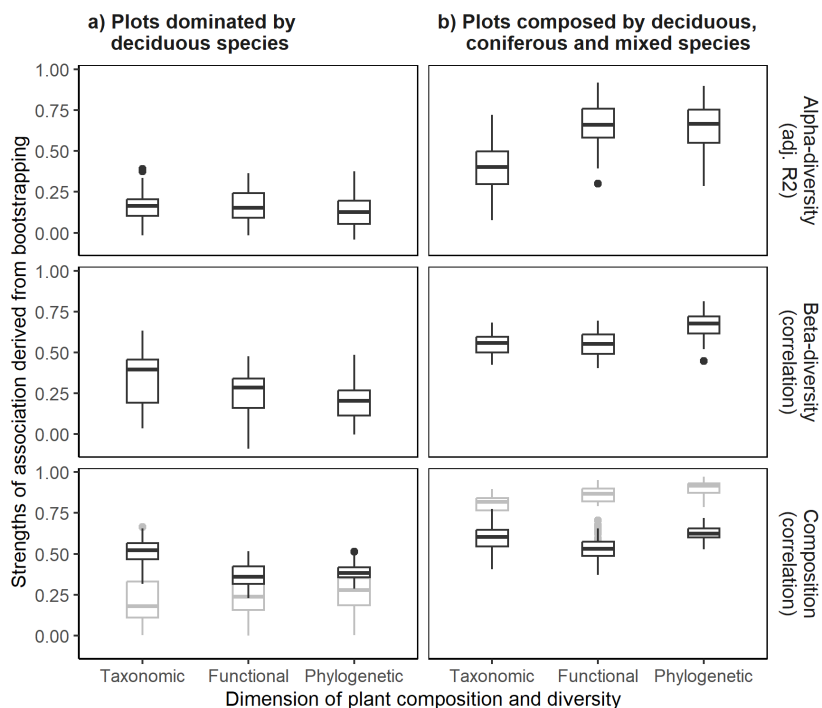 a) Plots dominated by
deciduous species
b) Plots composed by deciduous,
coniferous and mixed species
Strengths of association derived from bootstrapping
1.00
0.75
0.50
0.25
0.00
Alpha-diversity
(adj. R2)
1.00
0.75
0.50
0.25
0.00
Beta-diversity
(correlation)
1.00
0.75
0.50
0.25
0.00
Composition
(correlation)
Taxonomic Functional Phylogenetic Taxonomic Functional Phylogenetic
Dimension of plant composition and diversity